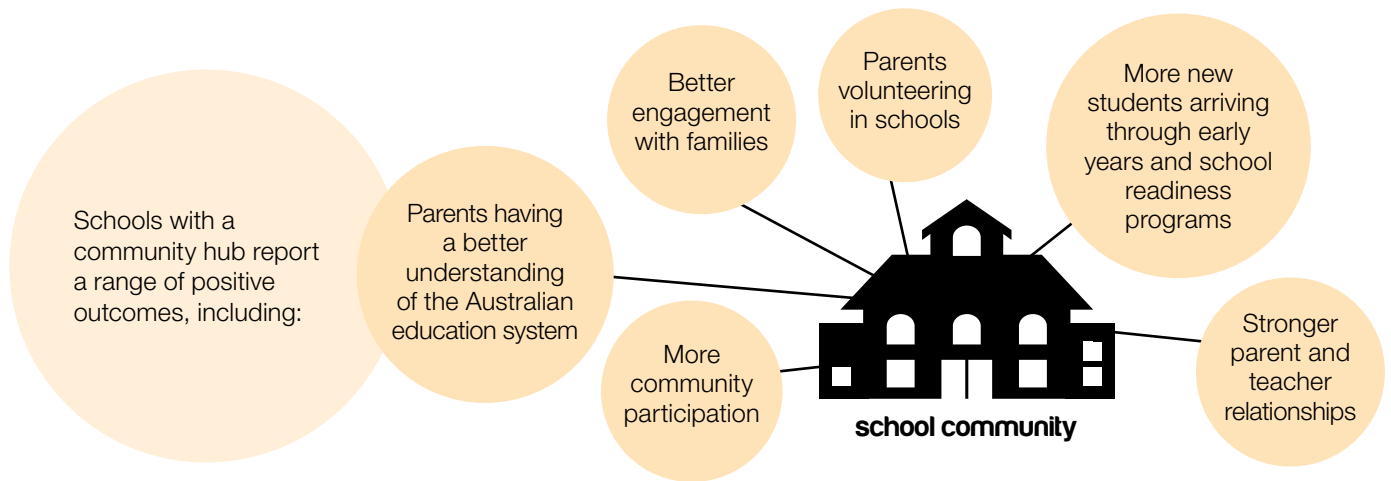 Schools with a
community hub report
a range of positive
outcomes, including:
Parents having
a better
understanding
of the Australian
education system
Better
engagement
with families
Parents
volunteering
in schools
More new
students arriving
through early
years and school
readiness
programs
More
community
participation
Stronger
parent and
teacher
relationships
school community